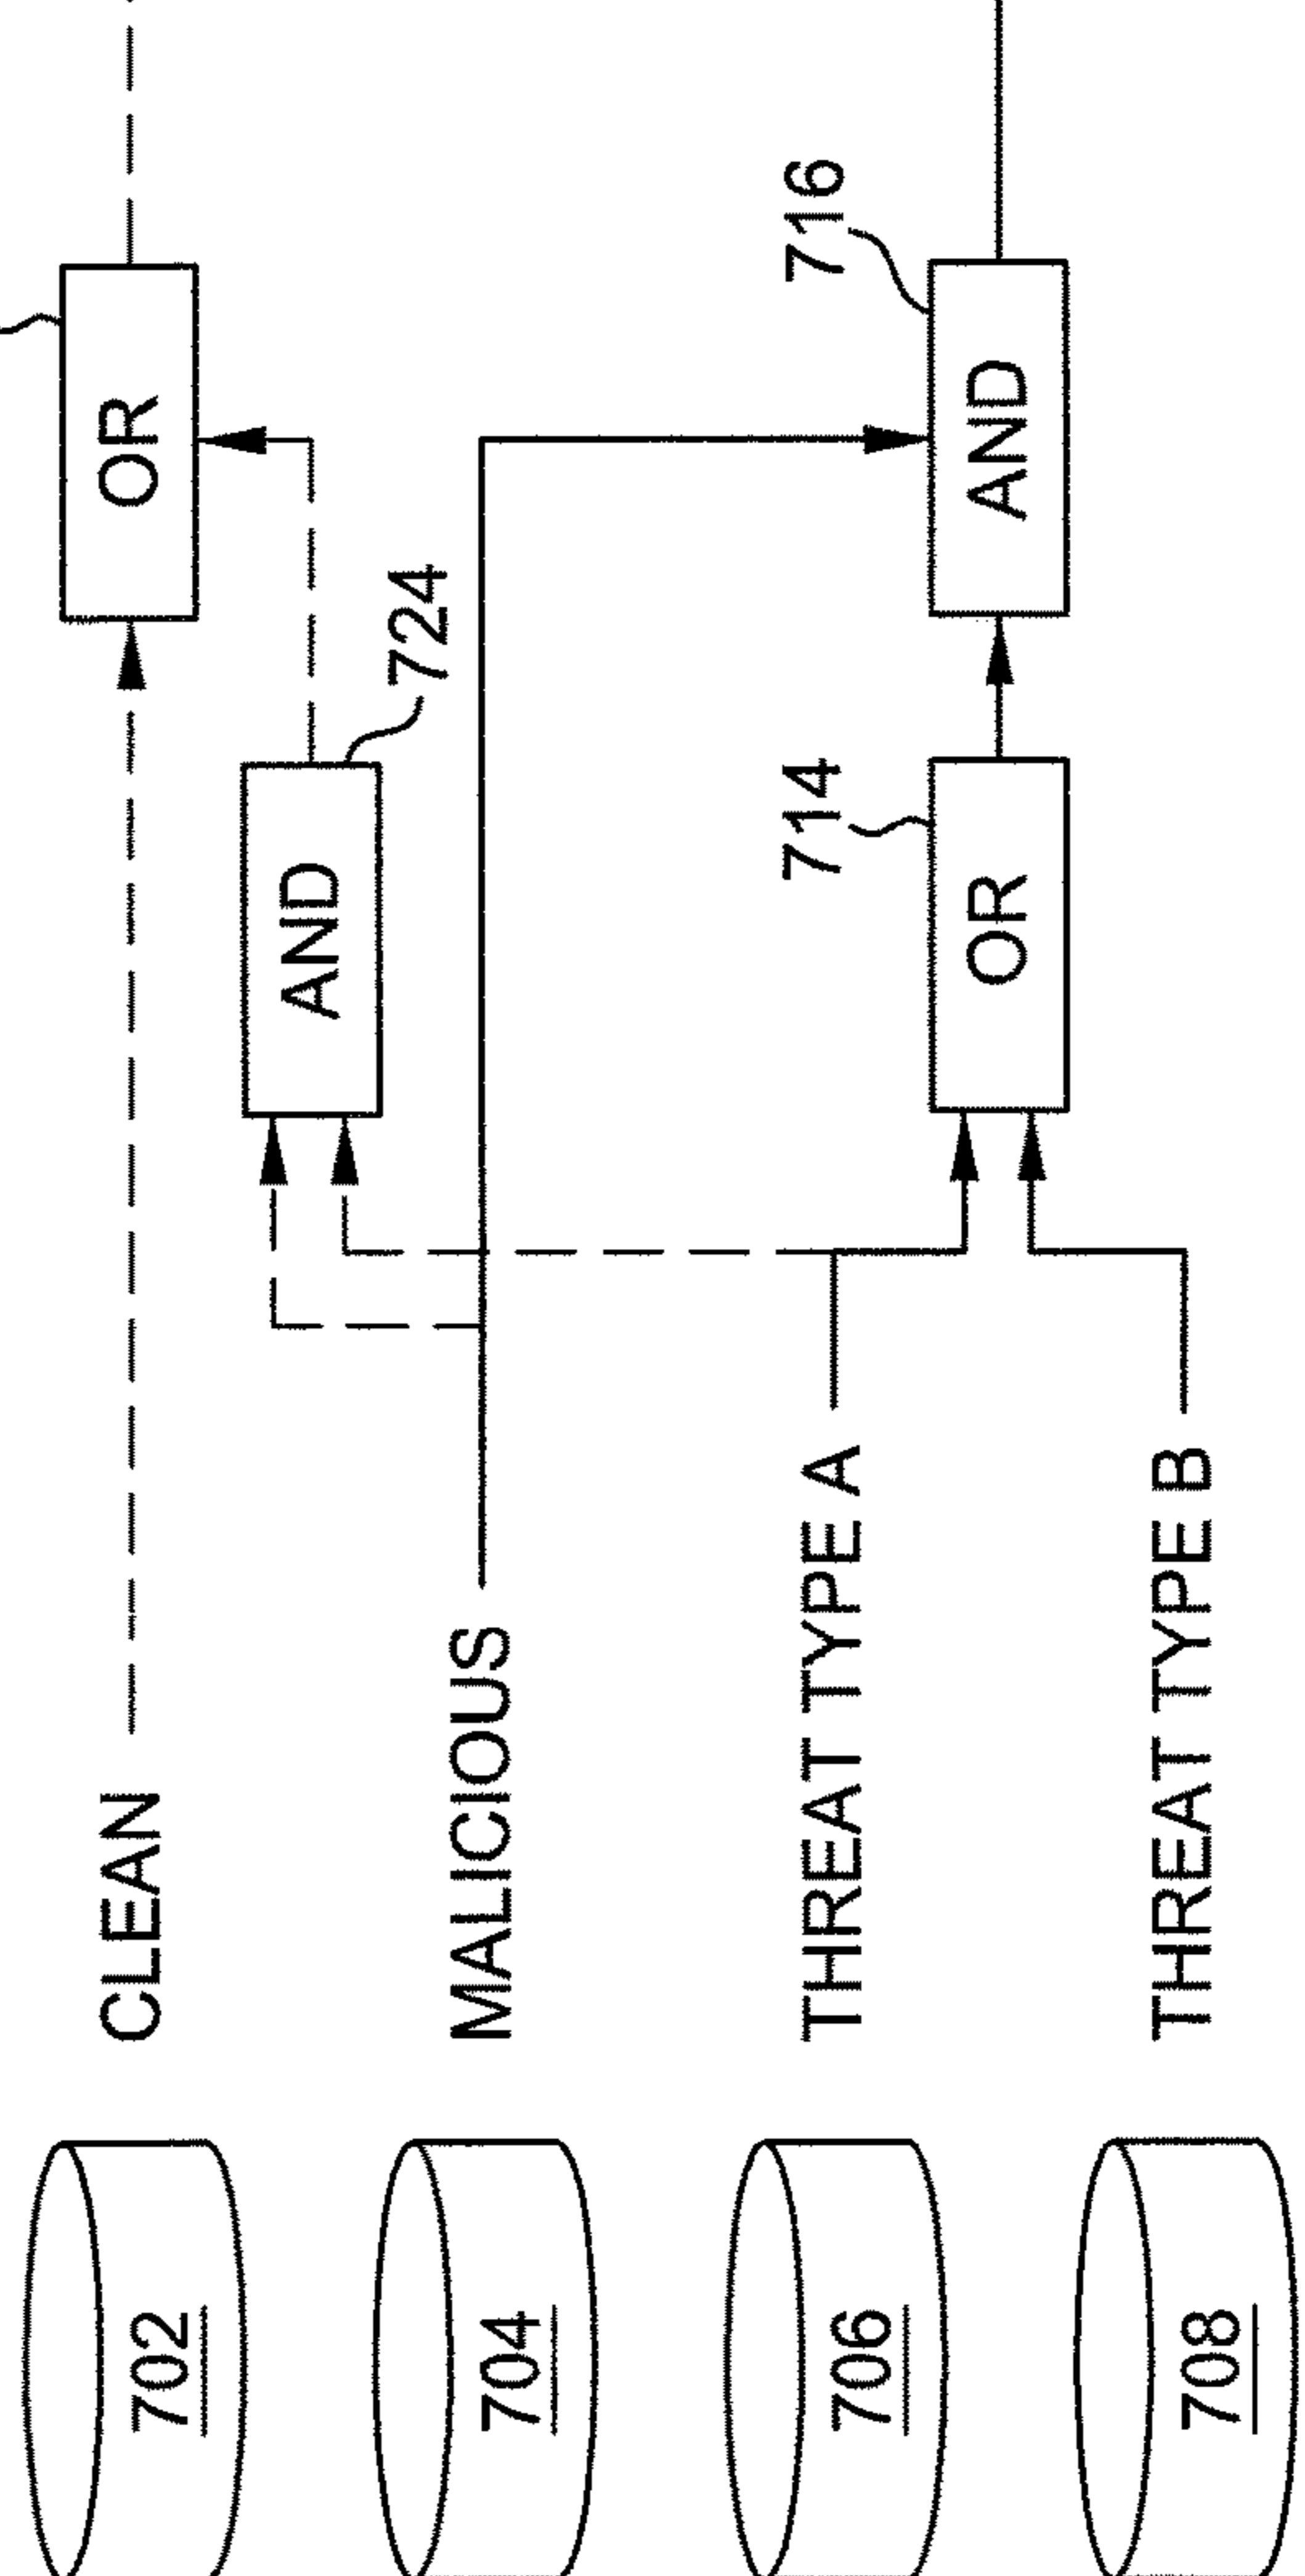 702 CLEAN
OR
AND
724
704 MALICIOUS
706 THREAT TYPE A
714
716
OR
AND
708 THREAT TYPE B